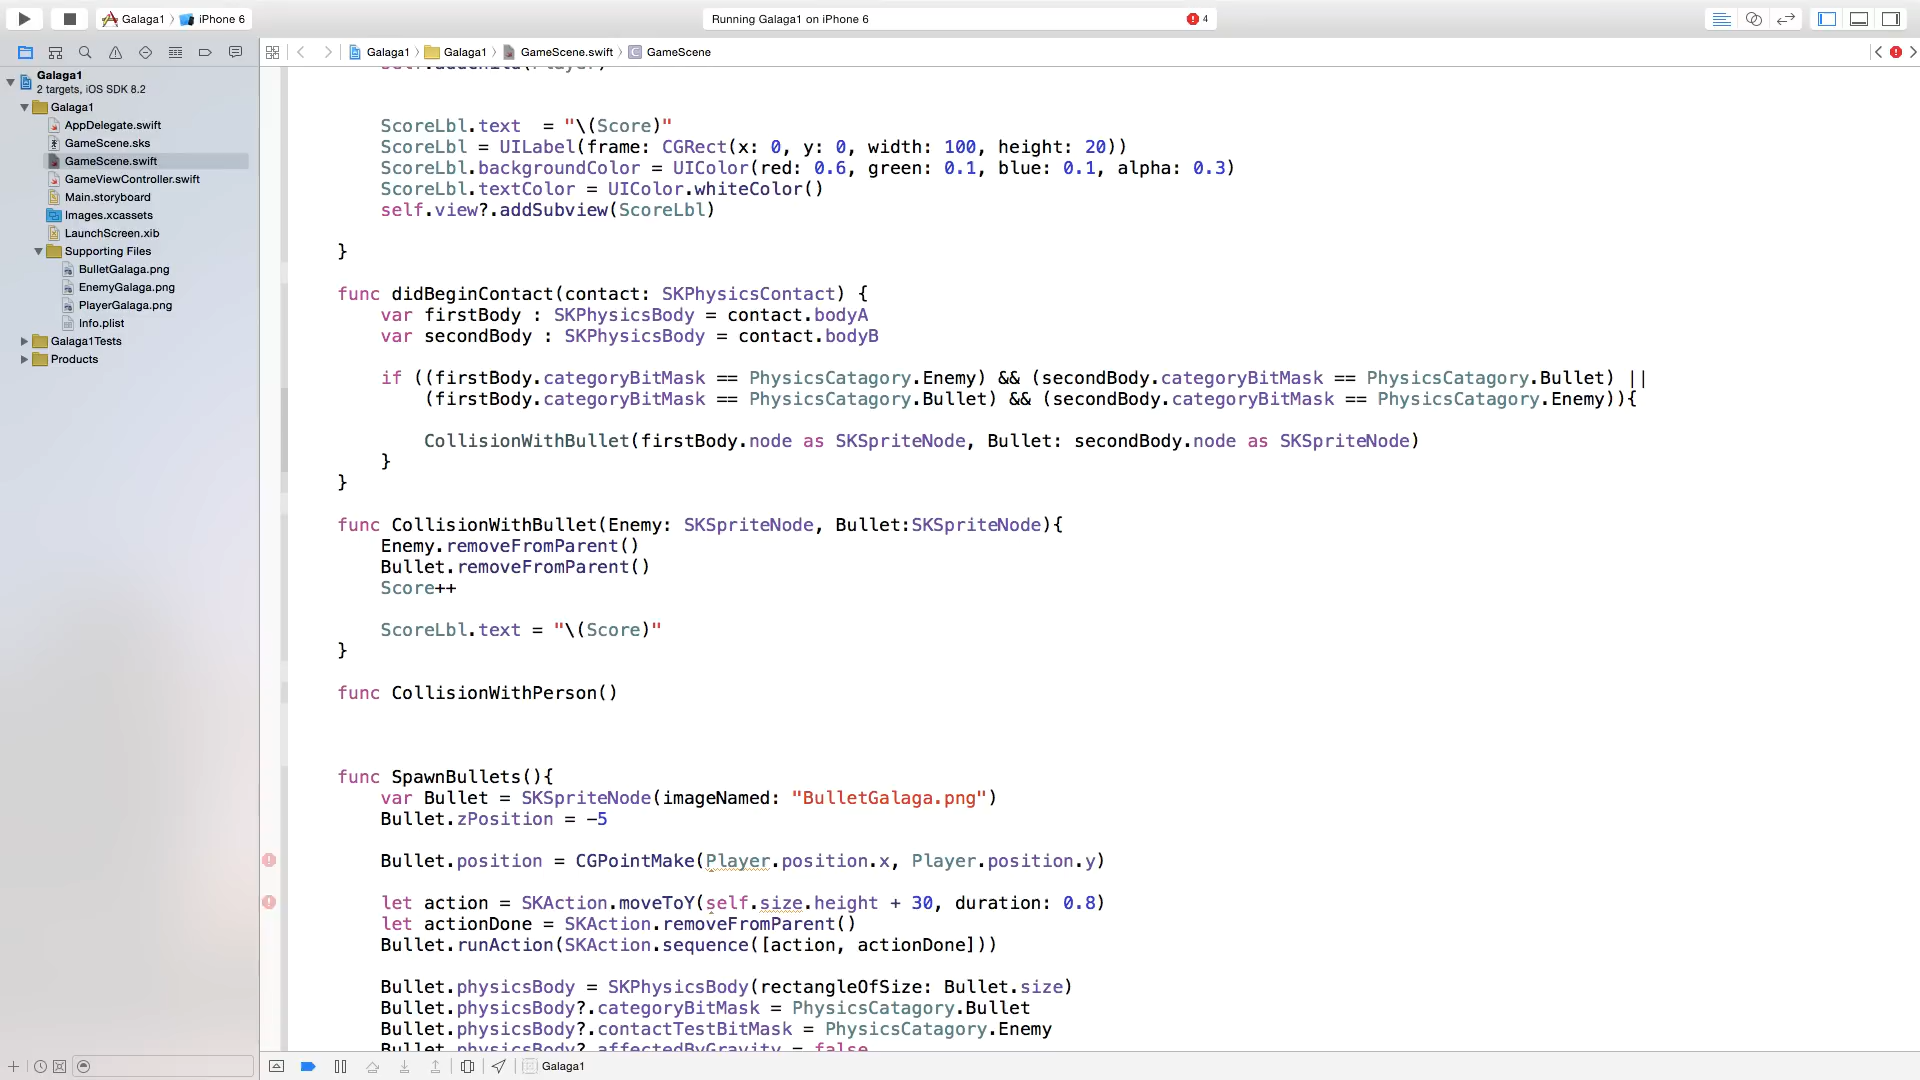 Galaga1 〉 iPhone 6
Running Galaga1 on iPhone 6
4
Galaga1 〉 Galaga1 〉 GameScene.swift 〉 C GameScene
Galaga1
2 targets, iOS SDK 8.2
Galaga1
AppDelegate.swift
GameScene.sks
GameScene.swift
GameViewController.swift
Main.storyboard
Images.xcassets
LaunchScreen.xib
Supporting Files
BulletGalaga.png
EnemyGalaga.png
PlayerGalaga.png
Info.plist
Galaga1Tests
Products
self.addChild(Player)
ScoreLbl.text  = "\(Score)"
ScoreLbl = UILabel(frame: CGRect(x: 0, y: 0, width: 100, height: 20))
ScoreLbl.backgroundColor = UIColor(red: 0.6, green: 0.1, blue: 0.1, alpha: 0.3)
ScoreLbl.textColor = UIColor.whiteColor()
self.view?.addSubview(ScoreLbl)
}
func didBeginContact(contact: SKPhysicsContact) {
var firstBody : SKPhysicsBody = contact.bodyA
var secondBody : SKPhysicsBody = contact.bodyB
if ((firstBody.categoryBitMask == PhysicsCatagory.Enemy) && (secondBody.categoryBitMask == PhysicsCatagory.Bullet) ||
(firstBody.categoryBitMask == PhysicsCatagory.Bullet) && (secondBody.categoryBitMask == PhysicsCatagory.Enemy)){
CollisionWithBullet(firstBody.node as SKSpriteNode, Bullet: secondBody.node as SKSpriteNode)
}
}
func CollisionWithBullet(Enemy: SKSpriteNode, Bullet:SKSpriteNode){
Enemy.removeFromParent()
Bullet.removeFromParent()
Score++
ScoreLbl.text = "\(Score)"
}
func CollisionWithPerson()
func SpawnBullets(){
var Bullet = SKSpriteNode(imageNamed: "BulletGalaga.png")
Bullet.zPosition = -5
Bullet.position = CGPointMake(Player.position.x, Player.position.y)
let action = SKAction.moveToY(self.size.height + 30, duration: 0.8)
let actionDone = SKAction.removeFromParent()
Bullet.runAction(SKAction.sequence([action, actionDone]))
Bullet.physicsBody = SKPhysicsBody(rectangleOfSize: Bullet.size)
Bullet.physicsBody?.categoryBitMask = PhysicsCatagory.Bullet
Bullet.physicsBody?.contactTestBitMask = PhysicsCatagory.Enemy
Bullet.physicsBody?.affectedByGravity = false
Galaga1